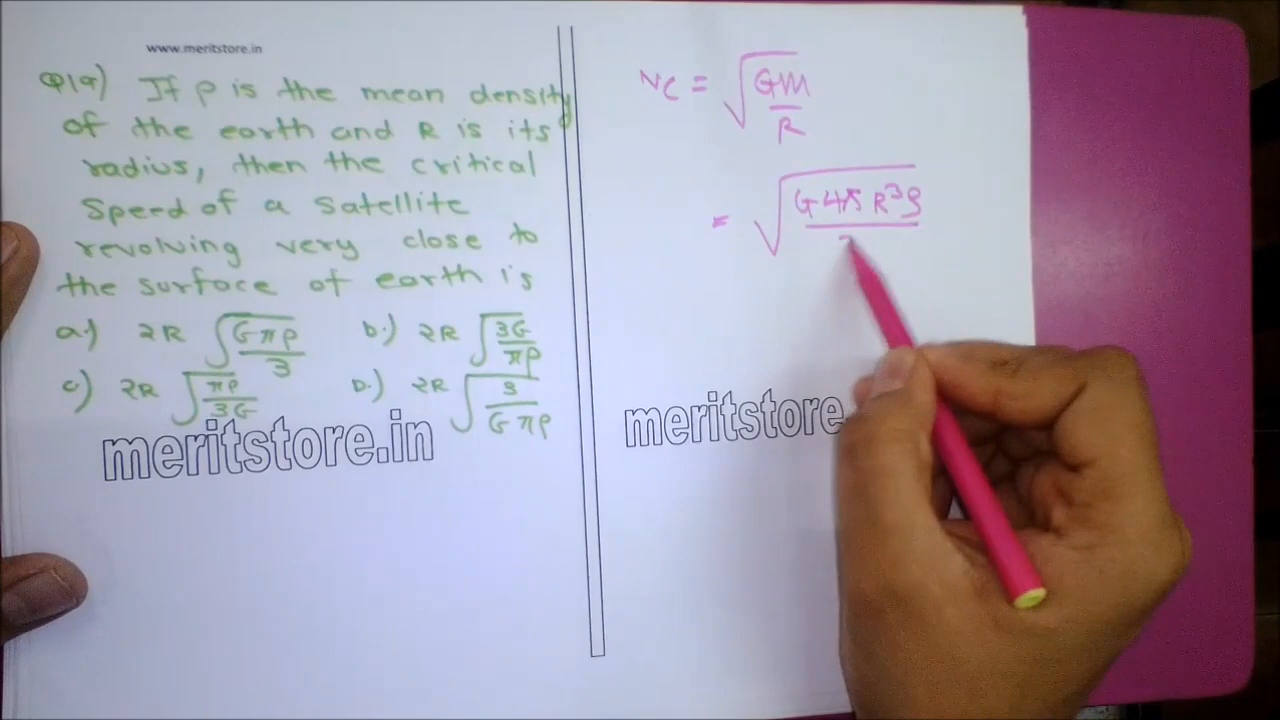 www.meritstore.in
Q19) If ρ is the mean density
of the earth and R is its
radius, then the critical
speed of a satellite
revolving very close to
the surface of earth is
a.) 2R √(Gπρ/3) b.) 2R √(3G/πρ)
c) 2R √(πρ/3G) D.) 2R √(3/Gπρ)
meritstore.in
Vc = √(GM/R)
= √(G4πR³ρ/
meritstore.